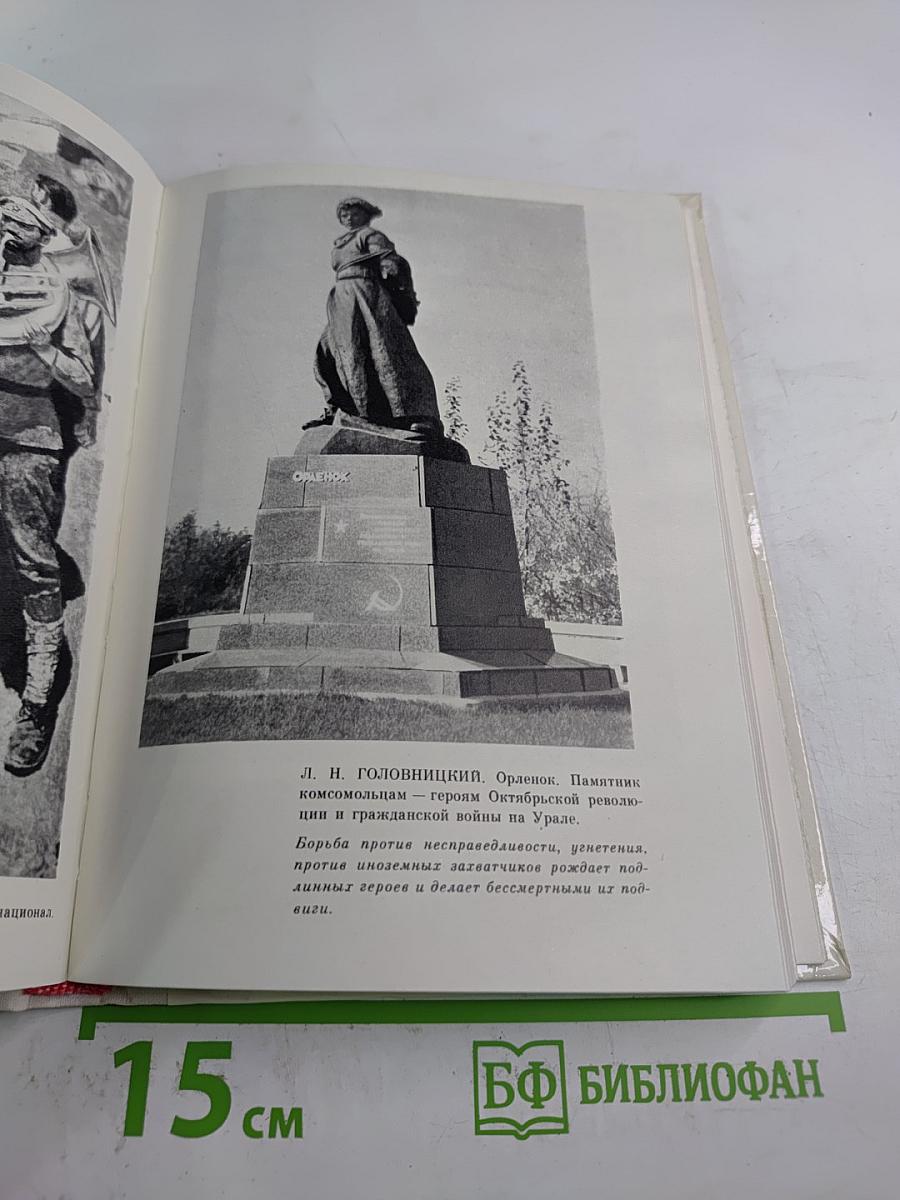 ОРЛЕНОК
Л. Н. ГОЛОВНИЦКИЙ. Орленок. Памятник
комсомольцам — героям Октябрьской револю-
ции и гражданской войны на Урале.
Борьба против несправедливости, угнетения,
против иноземных захватчиков рождает под-
линных героев и делает бессмертными их под-
виги.
национал.
15 см
БФ БИБЛИОФАН